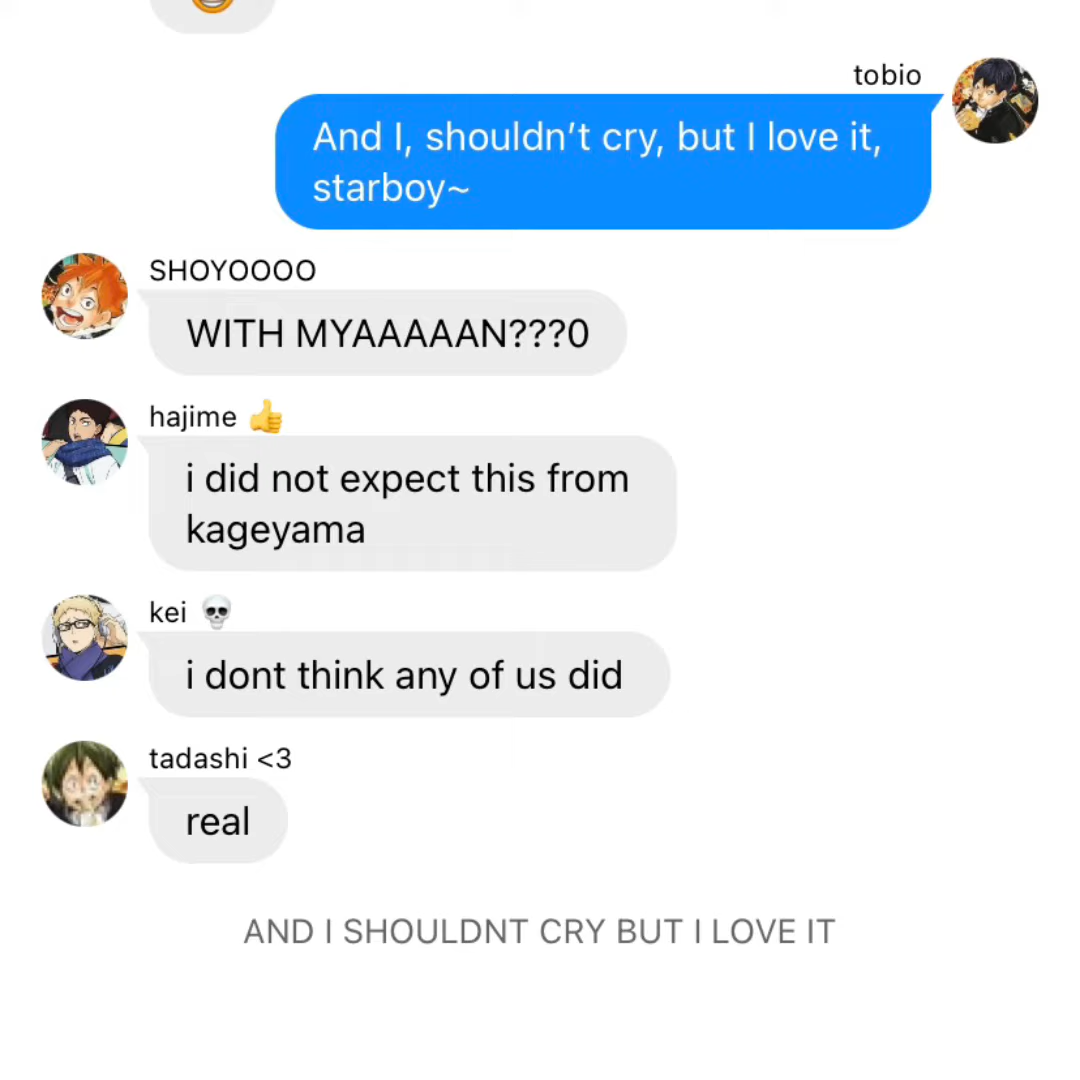 tobio
And I, shouldn’t cry, but I love it,
starboy~
SHOYOOOO
WITH MYAAAAAN???0
hajime 👍
i did not expect this from
kageyama
kei 💀
i dont think any of us did
tadashi <3
real
AND I SHOULDNT CRY BUT I LOVE IT